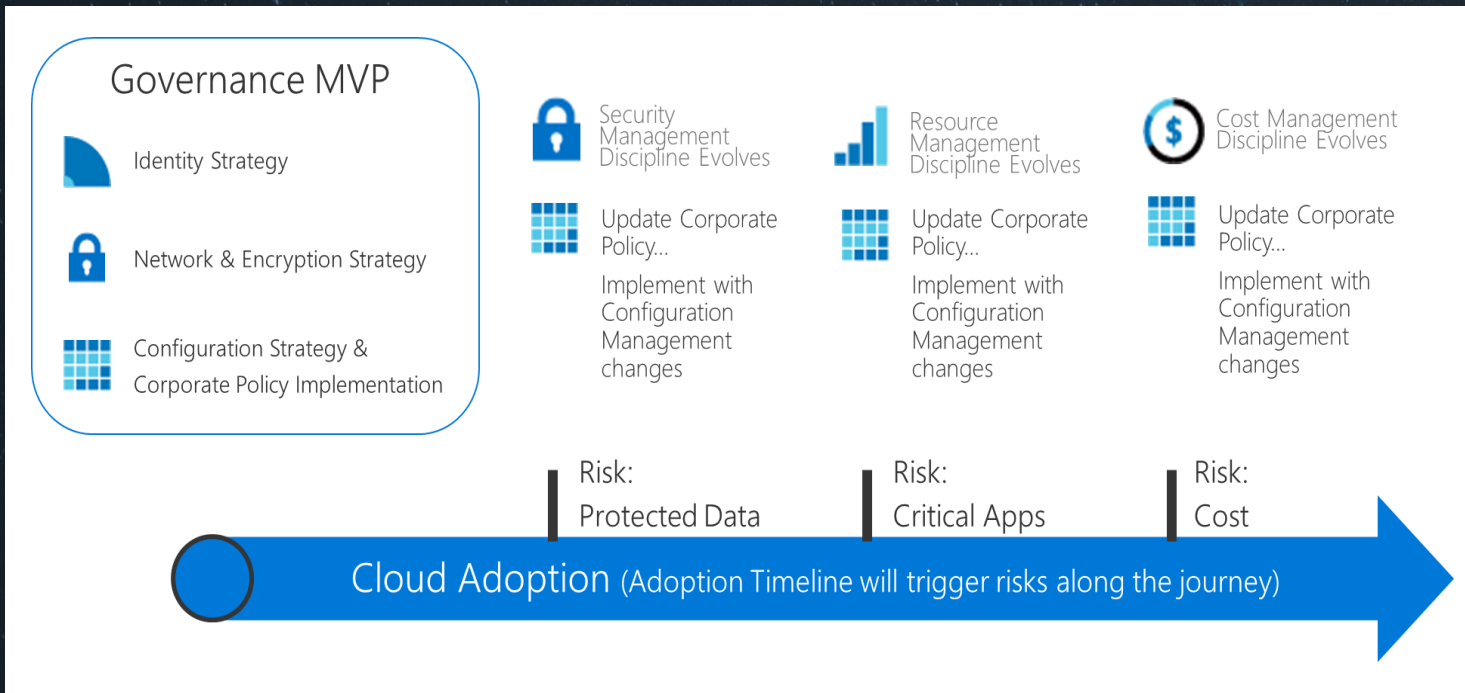 Governance MVP
Identity Strategy
Network & Encryption Strategy
Configuration Strategy &
Corporate Policy Implementation
Security
Management
Discipline Evolves
Update Corporate
Policy...
Implement with
Configuration
Management
changes
Resource
Management
Discipline Evolves
Update Corporate
Policy...
Implement with
Configuration
Management
changes
$
Cost Management
Discipline Evolves
Update Corporate
Policy...
Implement with
Configuration
Management
changes
Risk:
Protected Data
Risk:
Critical Apps
Risk:
Cost
Cloud Adoption (Adoption Timeline will trigger risks along the journey)